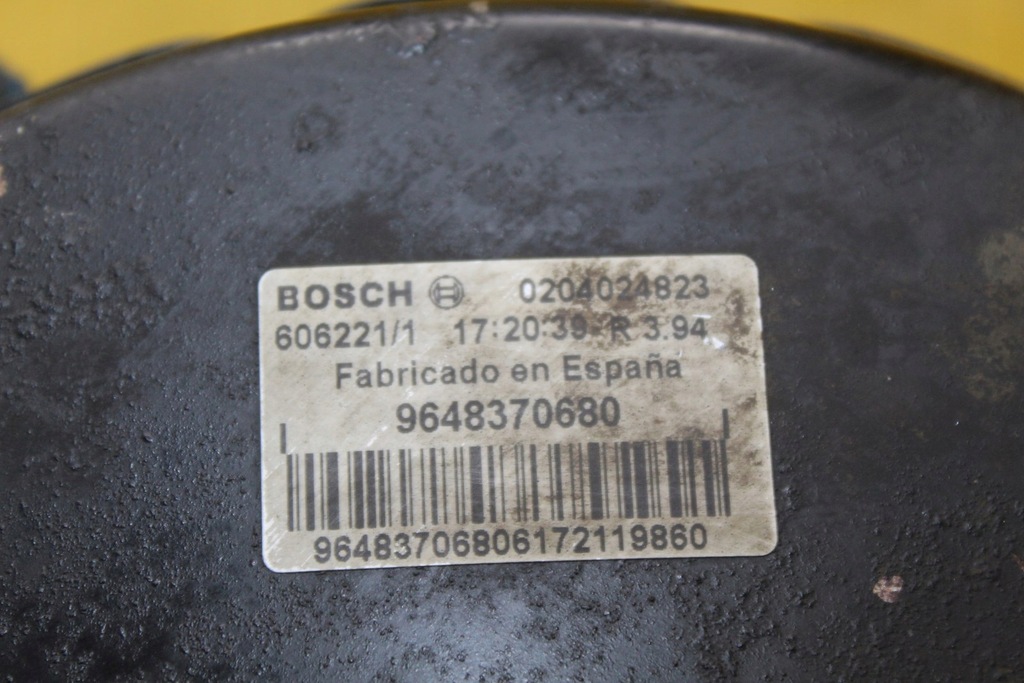 BOSCH 0204024823
606221/1 17:20:39 R 3.94
Fabricado en España
9648370680
96483706806172119860